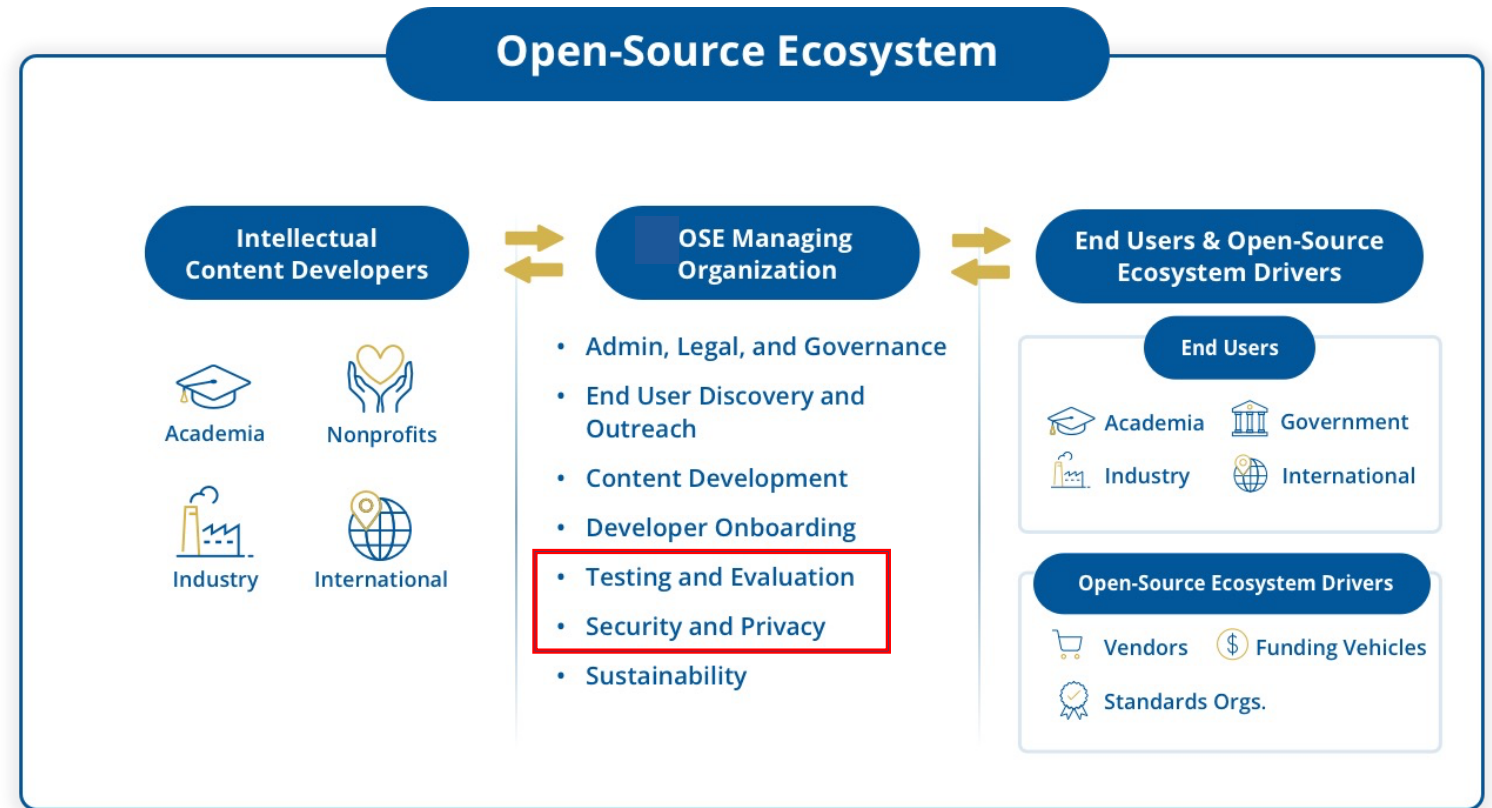 Open-Source Ecosystem
Intellectual
Content Developers
Academia
Nonprofits
Industry
International
OSE Managing
Organization
• Admin, Legal, and Governance
• End User Discovery and
Outreach
• Content Development
• Developer Onboarding
• Testing and Evaluation
• Security and Privacy
• Sustainability
End Users & Open-Source
Ecosystem Drivers
End Users
Academia
Government
Industry
International
Open-Source Ecosystem Drivers
Vendors
$ Funding Vehicles
Standards Orgs.